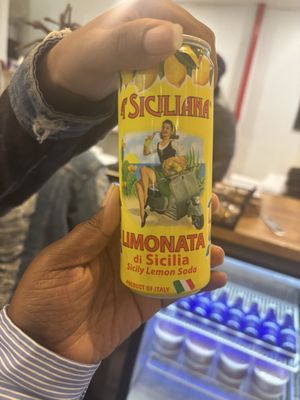 A' SICILIANA
LIMONATA
di Sicilia
Sicily Lemon Soda
PRODUCT OF ITALY